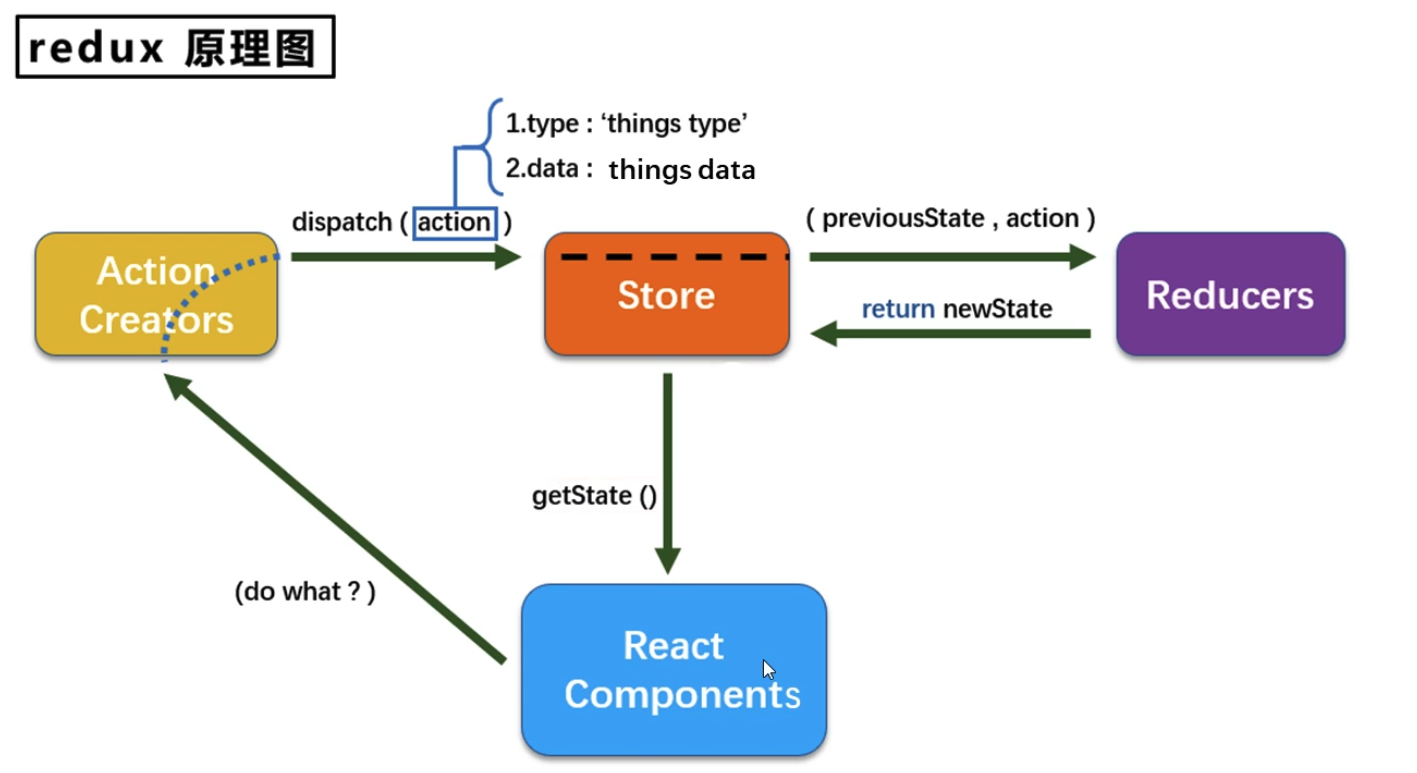 redux 原理图
1.type : ‘things type’
2.data : things data
dispatch ( action )
( previousState , action )
Action
Creators
Store
Reducers
return newState
getState ()
(do what ? )
React
Components